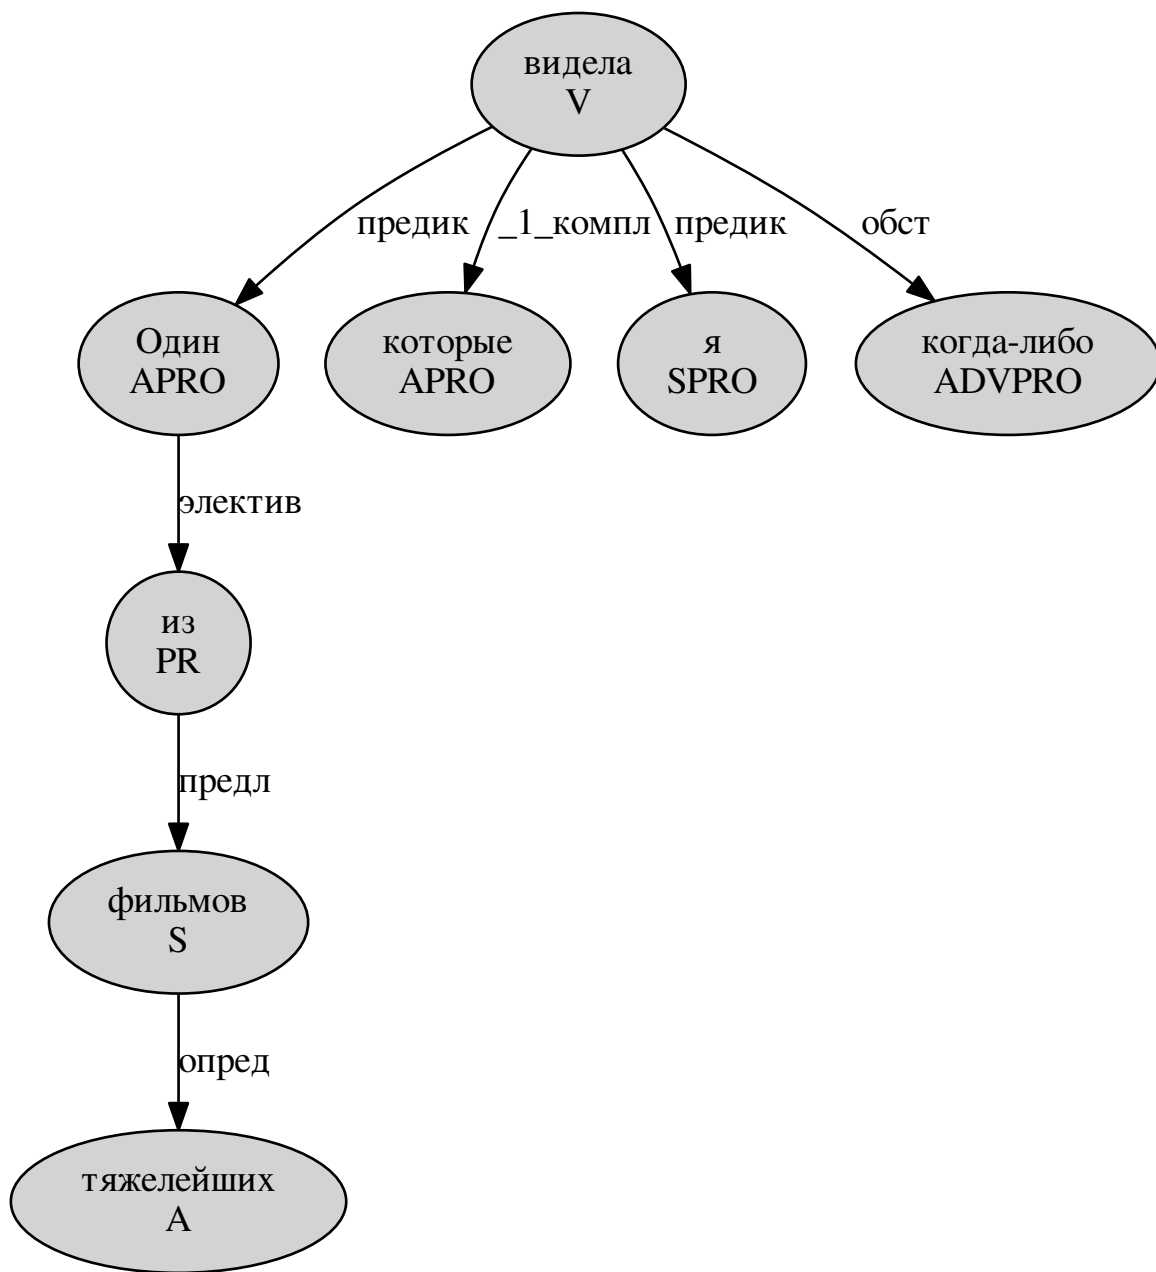 видела
V
предик
_1_компл
предик
обст
Один
APRO
которые
APRO
я
SPRO
когда-либо
ADVPRO
электив
из
PR
предл
фильмов
S
опред
тяжелейших
A